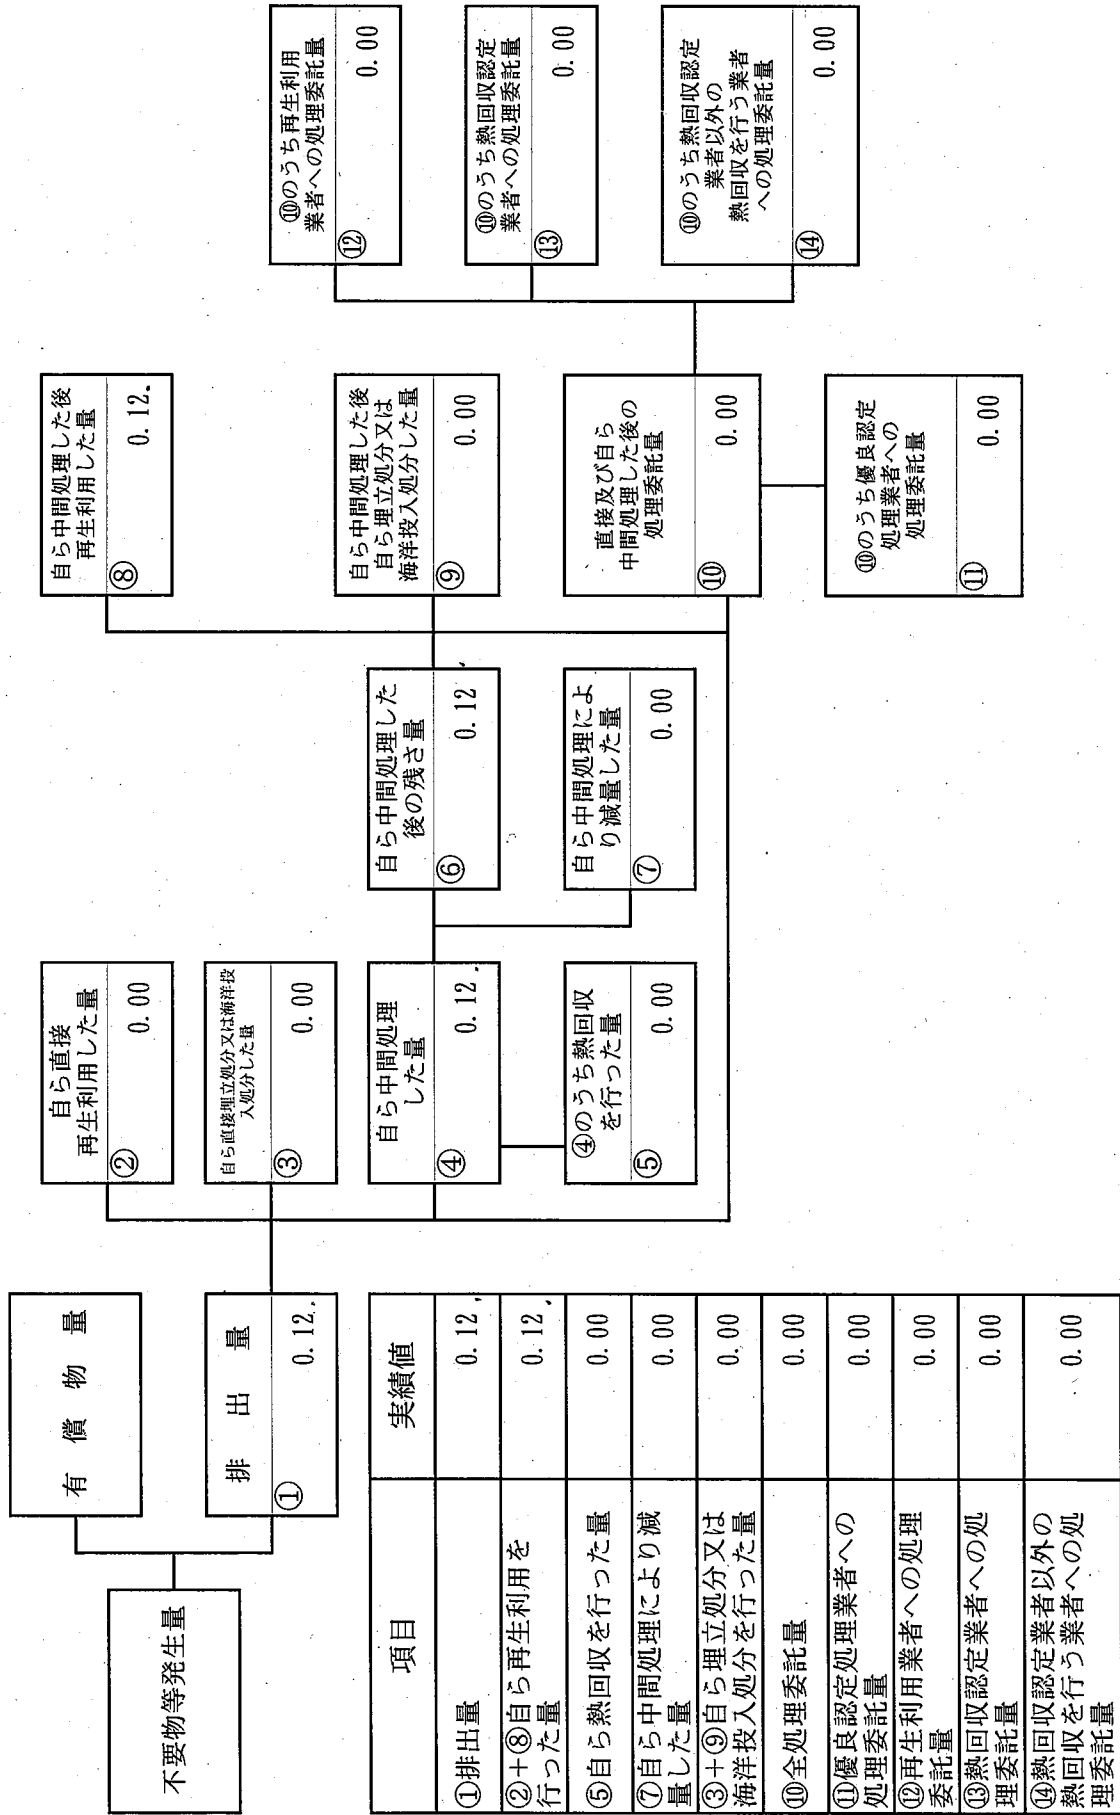 不要物等発生量
有償物量
排出量
① 0.12
自ら直接
再生利用した量
② 0.00
自ら直接埋立処分又は海洋投
入処分した量
③ 0.00
自ら中間処理
した量
④ 0.12
④のうち熱回収
を行った量
⑤ 0.00
自ら中間処理した
後の残さ量
⑥ 0.12
自ら中間処理によ
り減量した量
⑦ 0.00
自ら中間処理した後
再生利用した量
⑧ 0.12
自ら中間処理した後
自ら埋立処分又は
海洋投入処分した量
⑨ 0.00
直接及び自ら
中間処理した後の
処理委託量
⑩ 0.00
⑩のうち優良認定
処理業者への
処理委託量
⑪ 0.00
⑩のうち再生利用
業者への処理委託量
⑫ 0.00
⑩のうち熱回収認定
業者への処理委託量
⑬ 0.00
⑩のうち熱回収認定
業者以外の
熱回収を行う業者
への処理委託量
⑭ 0.00
項目 実績値
①排出量 0.12
②+⑧自ら再生利用を
行った量 0.12
⑤自ら熱回収を行った量 0.00
⑦自ら中間処理により減
量した量 0.00
③+⑨自ら埋立処分又は
海洋投入処分を行った量 0.00
⑩全処理委託量 0.00
⑪優良認定処理業者への
処理委託量 0.00
⑫再生利用業者への処理
委託量 0.00
⑬熱回収認定業者への処
理委託量 0.00
⑭熱回収認定業者以外の
熱回収を行う業者への処
理委託量 0.00